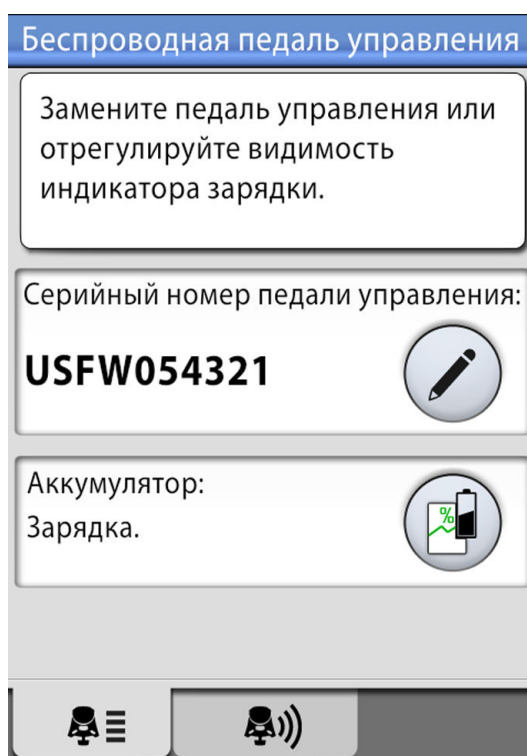 Беспроводная педаль управления
Замените педаль управления или
отрегулируйте видимость
индикатора зарядки.
Серийный номер педали управления:
USFW054321
Аккумулятор:
Зарядка.
%